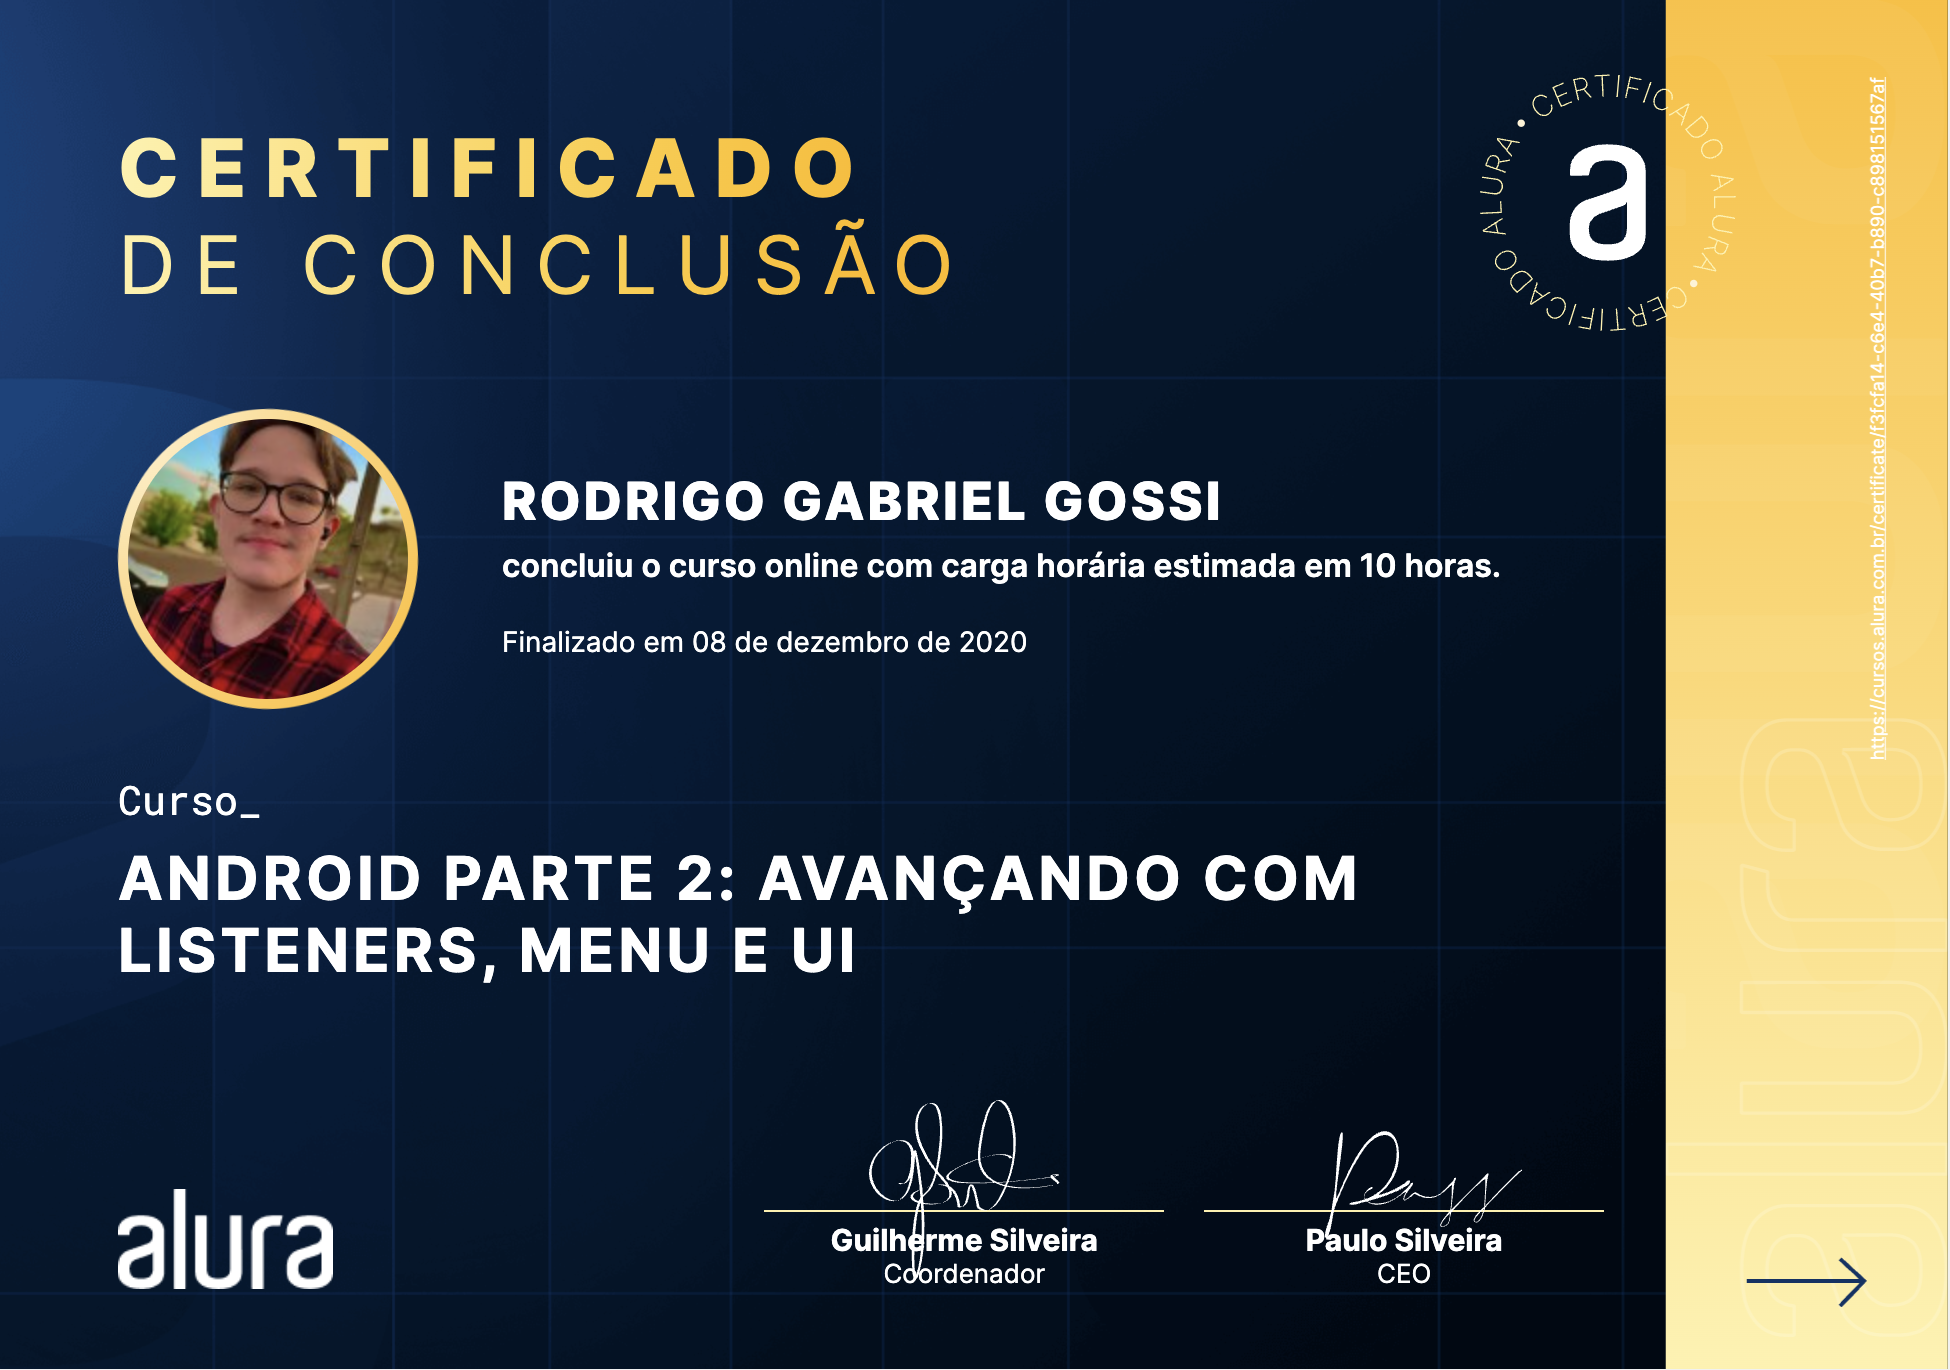 CERTIFICADO
DE CONCLUSÃO
CERTIFICADO ALURA • CERTIFICADO ALURA •
a
RODRIGO GABRIEL GOSSI
concluiu o curso online com carga horária estimada em 10 horas.
Finalizado em 08 de dezembro de 2020
Curso_
ANDROID PARTE 2: AVANÇANDO COM
LISTENERS, MENU E UI
alura
Guilherme Silveira
Coordenador
Paulo Silveira
CEO
https://cursos.alura.com.br/certificate/f3fcfa14-c6e4-40b7-b890-c898151567af
alura